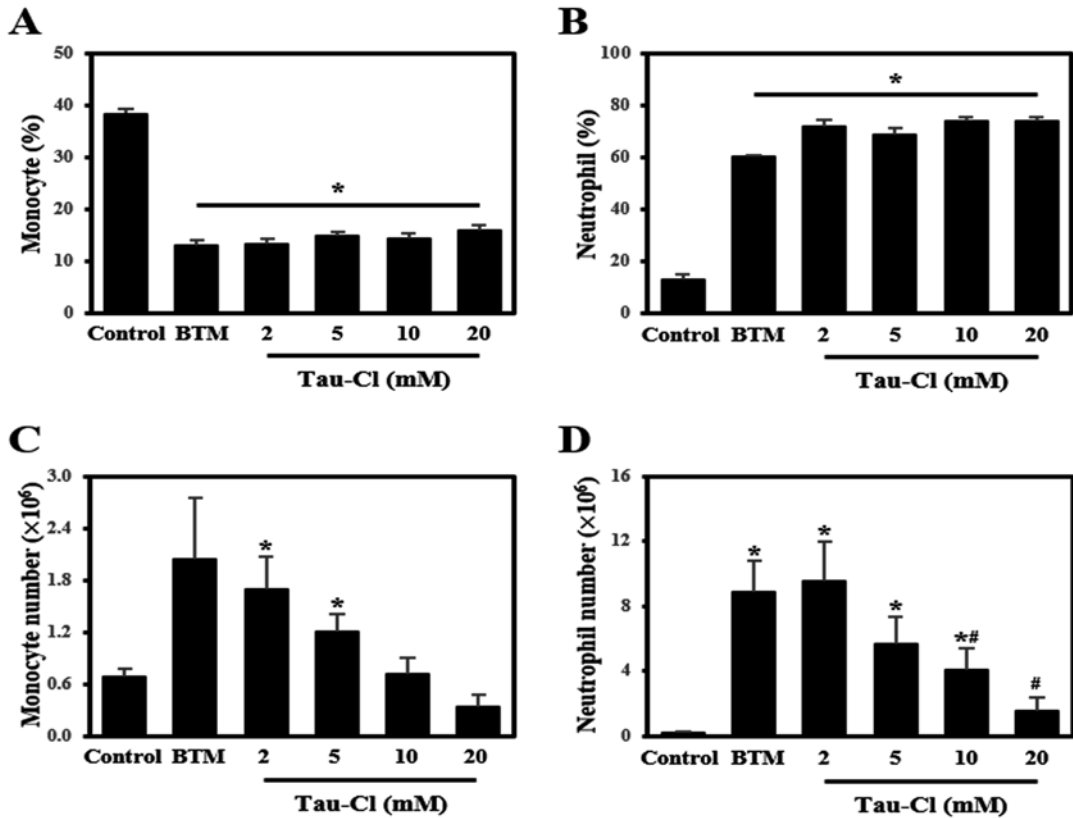 A
Monocyte (%)
50
40
30
20
10
0
*
Control BTM 2 5 10 20
Tau-Cl (mM)
B
Neutrophil (%)
100
80
60
40
20
0
*
Control BTM 2 5 10 20
Tau-Cl (mM)
C
Monocyte number (×10⁶)
3.0
2.4
1.8
1.2
0.6
0.0
* *
Control BTM 2 5 10 20
Tau-Cl (mM)
D
Neutrophil number (×10⁶)
16
12
8
4
0
* * * *# #
Control BTM 2 5 10 20
Tau-Cl (mM)